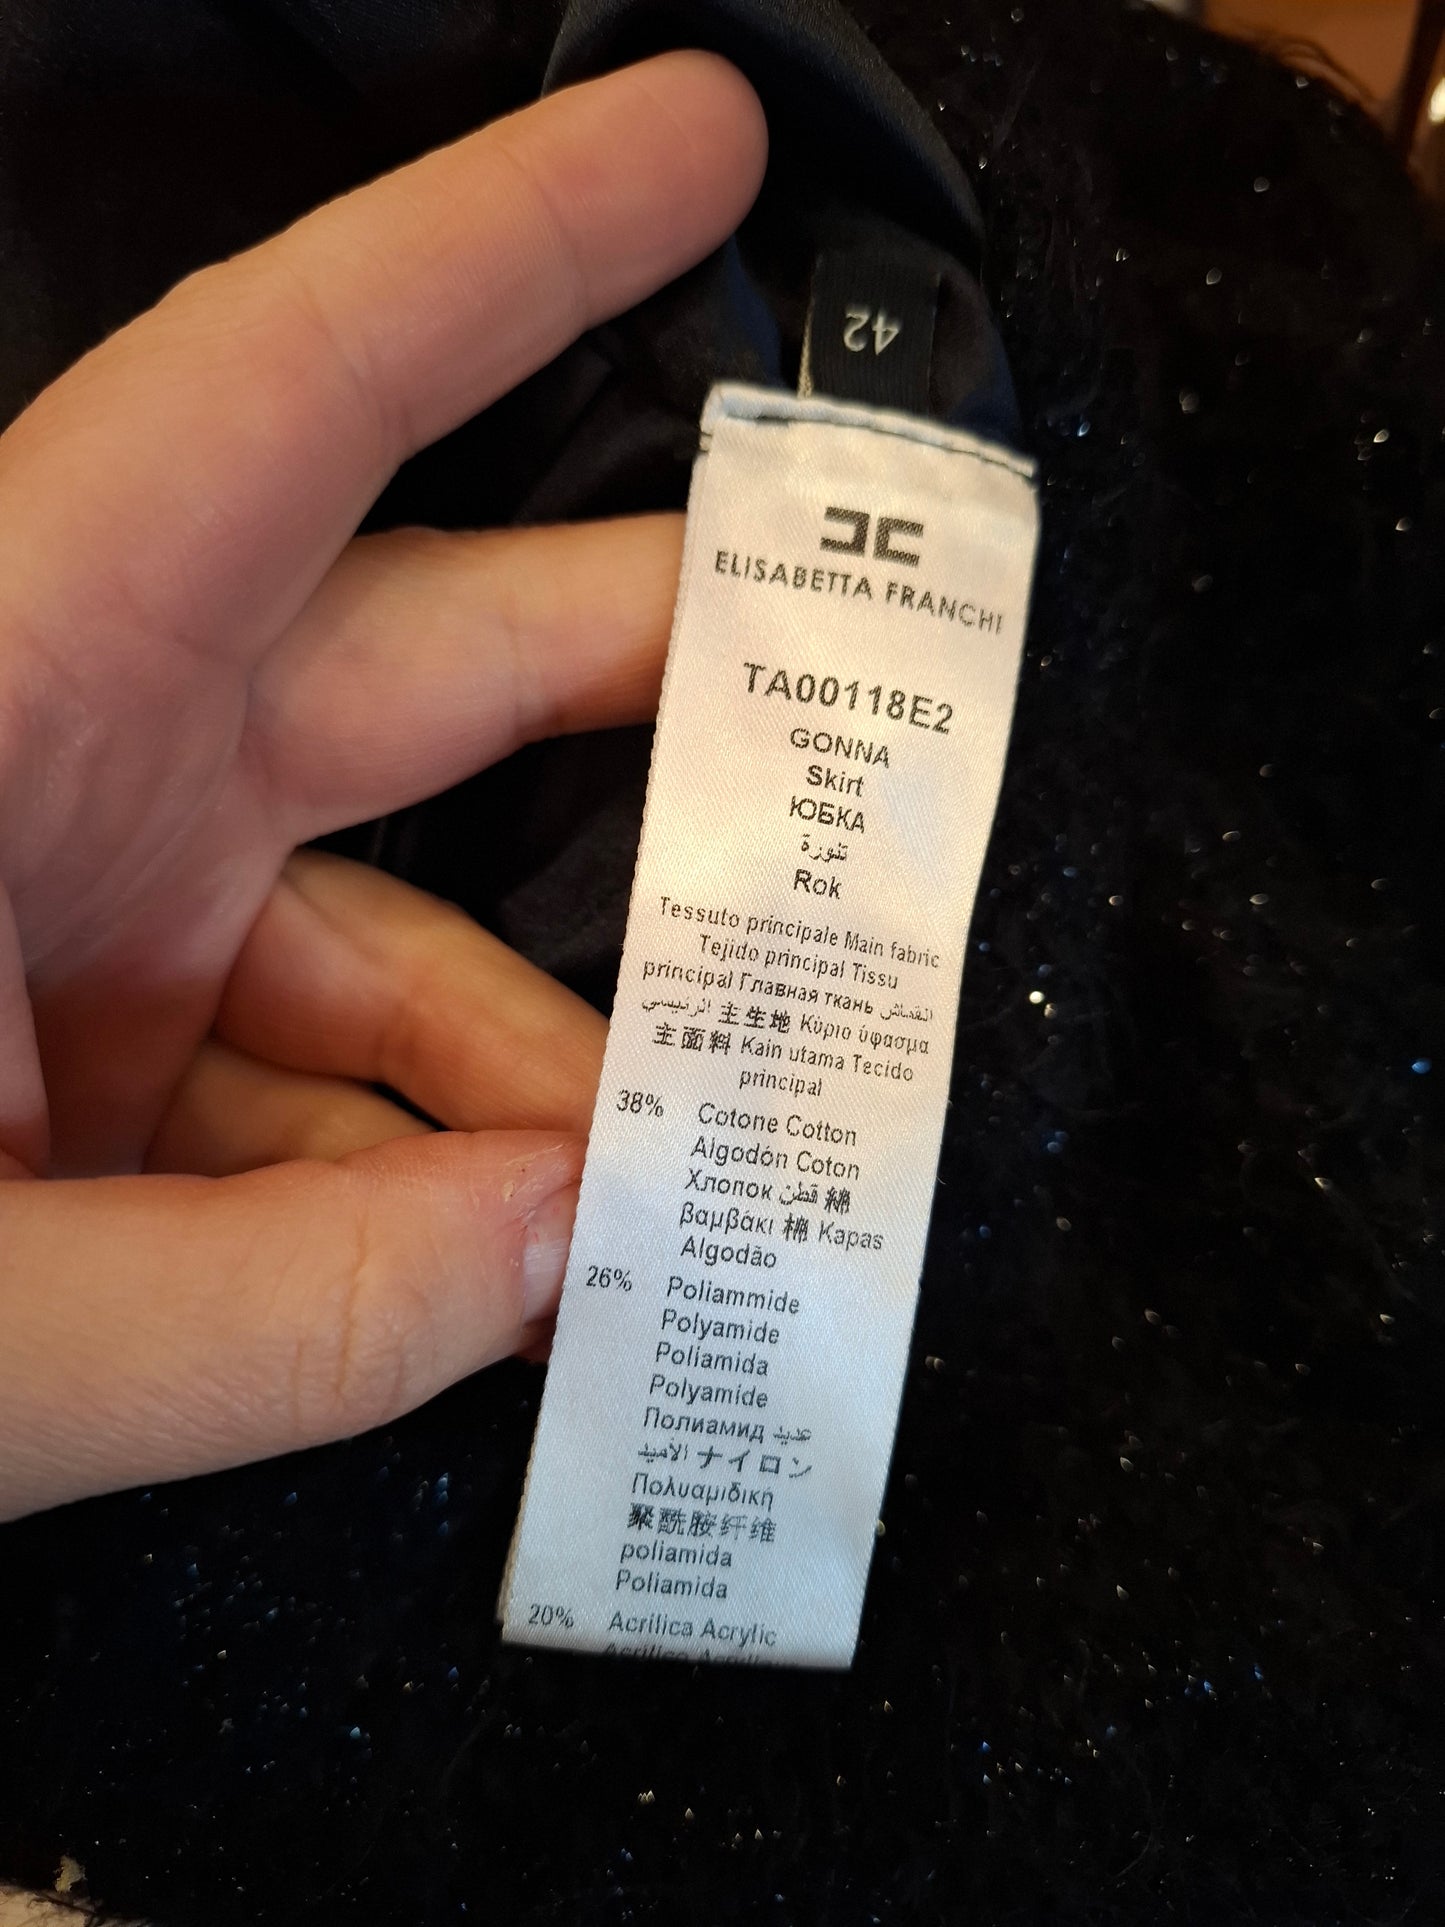 42
ELISABETTA FRANCHI
TA00118E2
GONNA
Skirt
ЮБКА
تنورة
Rok
Tessuto principale Main fabric
Tejido principal Tissu
principal Главная ткань القماش
الرئيسي 主生地 Κύριο ύφασμα
主面料 Kain utama Tecido
principal
38% Cotone Cotton
Algodón Coton
Хлопок قطن 綿
βαμβάκι 棉 Kapas
Algodão
26% Poliammide
Polyamide
Poliamida
Polyamide
Полиамид عديد
الأميد ナイロン
Πολυαμιδική
聚酰胺纤维
poliamida
Poliamida
20% Acrilica Acrylic